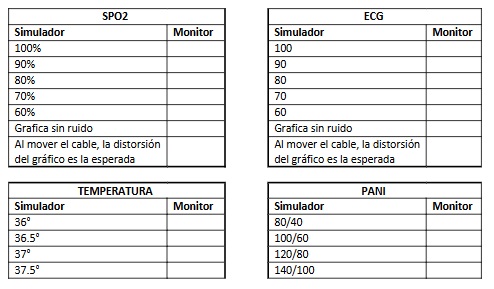 SPO2
Simulador Monitor
100%
90%
80%
70%
60%
Grafica sin ruido
Al mover el cable, la distorsión
del gráfico es la esperada
ECG
Simulador Monitor
100
90
80
70
60
Grafica sin ruido
Al mover el cable, la distorsión
del gráfico es la esperada
TEMPERATURA
Simulador Monitor
36°
36.5°
37°
37.5°
PANI
Simulador Monitor
80/40
100/60
120/80
140/100